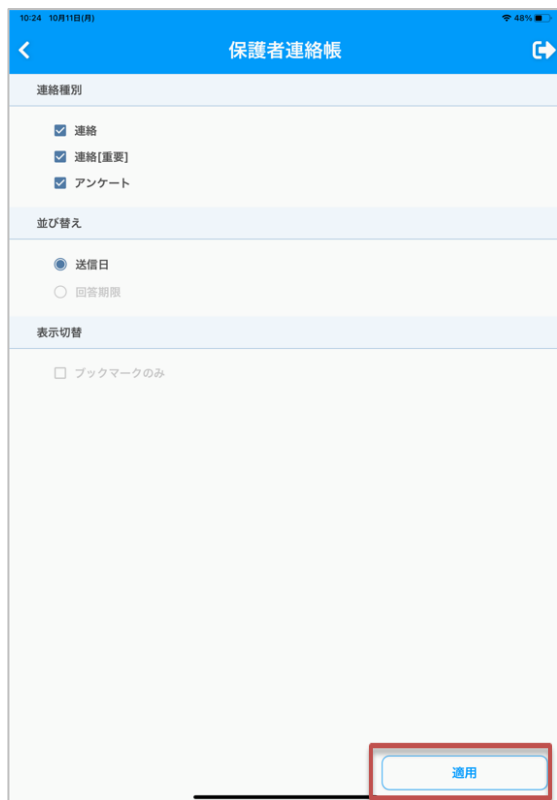 10:24 10月11日(月) 48%
保護者連絡帳
連絡種別
連絡
連絡[重要]
アンケート
並び替え
送信日
回答期限
表示切替
ブックマークのみ
適用